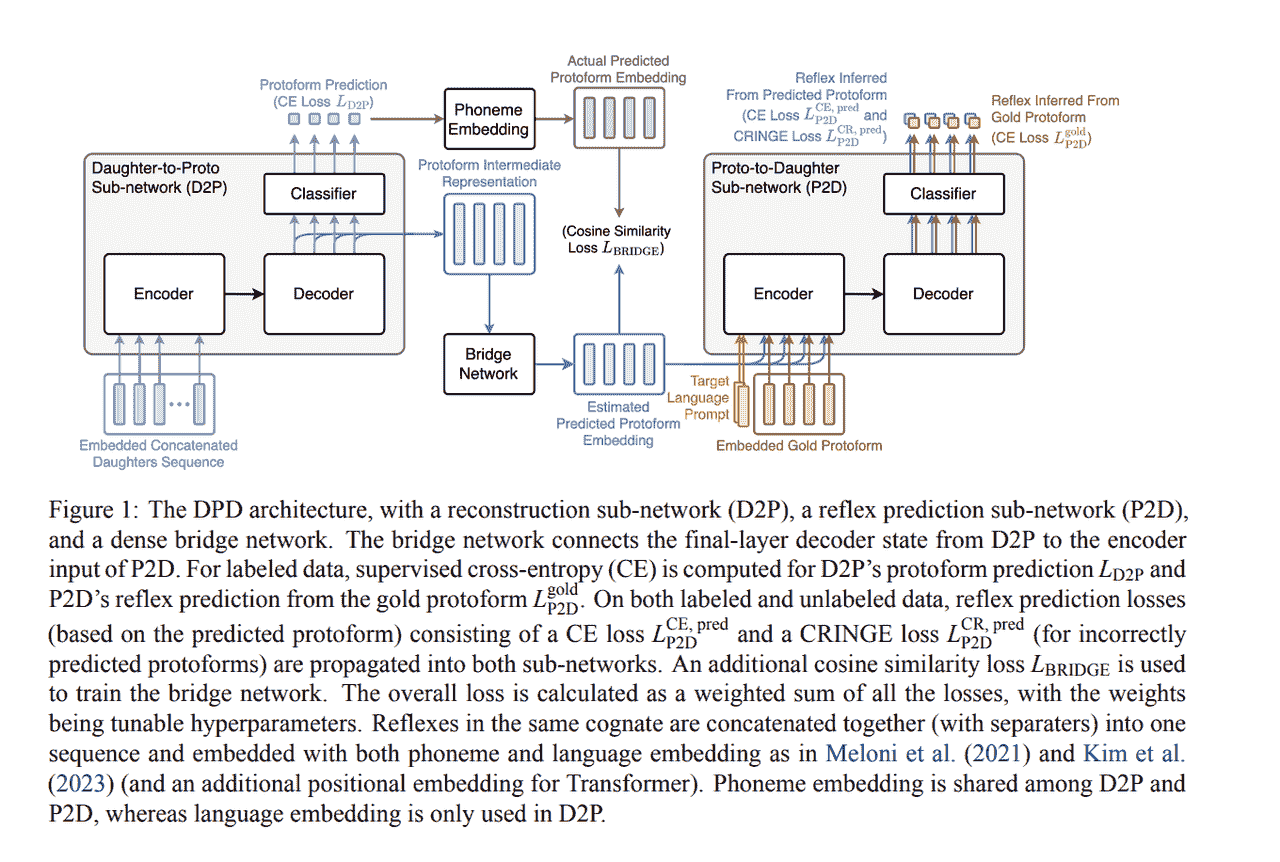 Protoform Prediction
(CE Loss L_D2P)
Phoneme
Embedding
Actual Predicted
Protoform Embedding
Reflex Inferred
From Predicted Protoform
(CE Loss L_P2D^CE, pred and
CRINGE Loss L_P2D^CR, pred)
Reflex Inferred From
Gold Protoform
(CE Loss L_P2D^gold)
Daughter-to-Proto
Sub-network (D2P)
Classifier
Encoder
Decoder
Embedded Concatenated
Daughters Sequence
Protoform Intermediate
Representation
(Cosine Similarity
Loss L_BRIDGE)
Bridge
Network
Estimated
Predicted Protoform
Embedding
Proto-to-Daughter
Sub-network (P2D)
Classifier
Encoder
Decoder
Target
Language
Prompt
Embedded Gold Protoform
Figure 1: The DPD architecture, with a reconstruction sub-network (D2P), a reflex prediction sub-network (P2D),
and a dense bridge network. The bridge network connects the final-layer decoder state from D2P to the encoder
input of P2D. For labeled data, supervised cross-entropy (CE) is computed for D2P's protoform prediction L_D2P and
P2D's reflex prediction from the gold protoform L_P2D^gold. On both labeled and unlabeled data, reflex prediction losses
(based on the predicted protoform) consisting of a CE loss L_P2D^CE, pred and a CRINGE loss L_P2D^CR, pred (for incorrectly
predicted protoforms) are propagated into both sub-networks. An additional cosine similarity loss L_BRIDGE is used
to train the bridge network. The overall loss is calculated as a weighted sum of all the losses, with the weights
being tunable hyperparameters. Reflexes in the same cognate are concatenated together (with separaters) into one
sequence and embedded with both phoneme and language embedding as in Meloni et al. (2021) and Kim et al.
(2023) (and an additional positional embedding for Transformer). Phoneme embedding is shared among D2P and
P2D, whereas language embedding is only used in D2P.